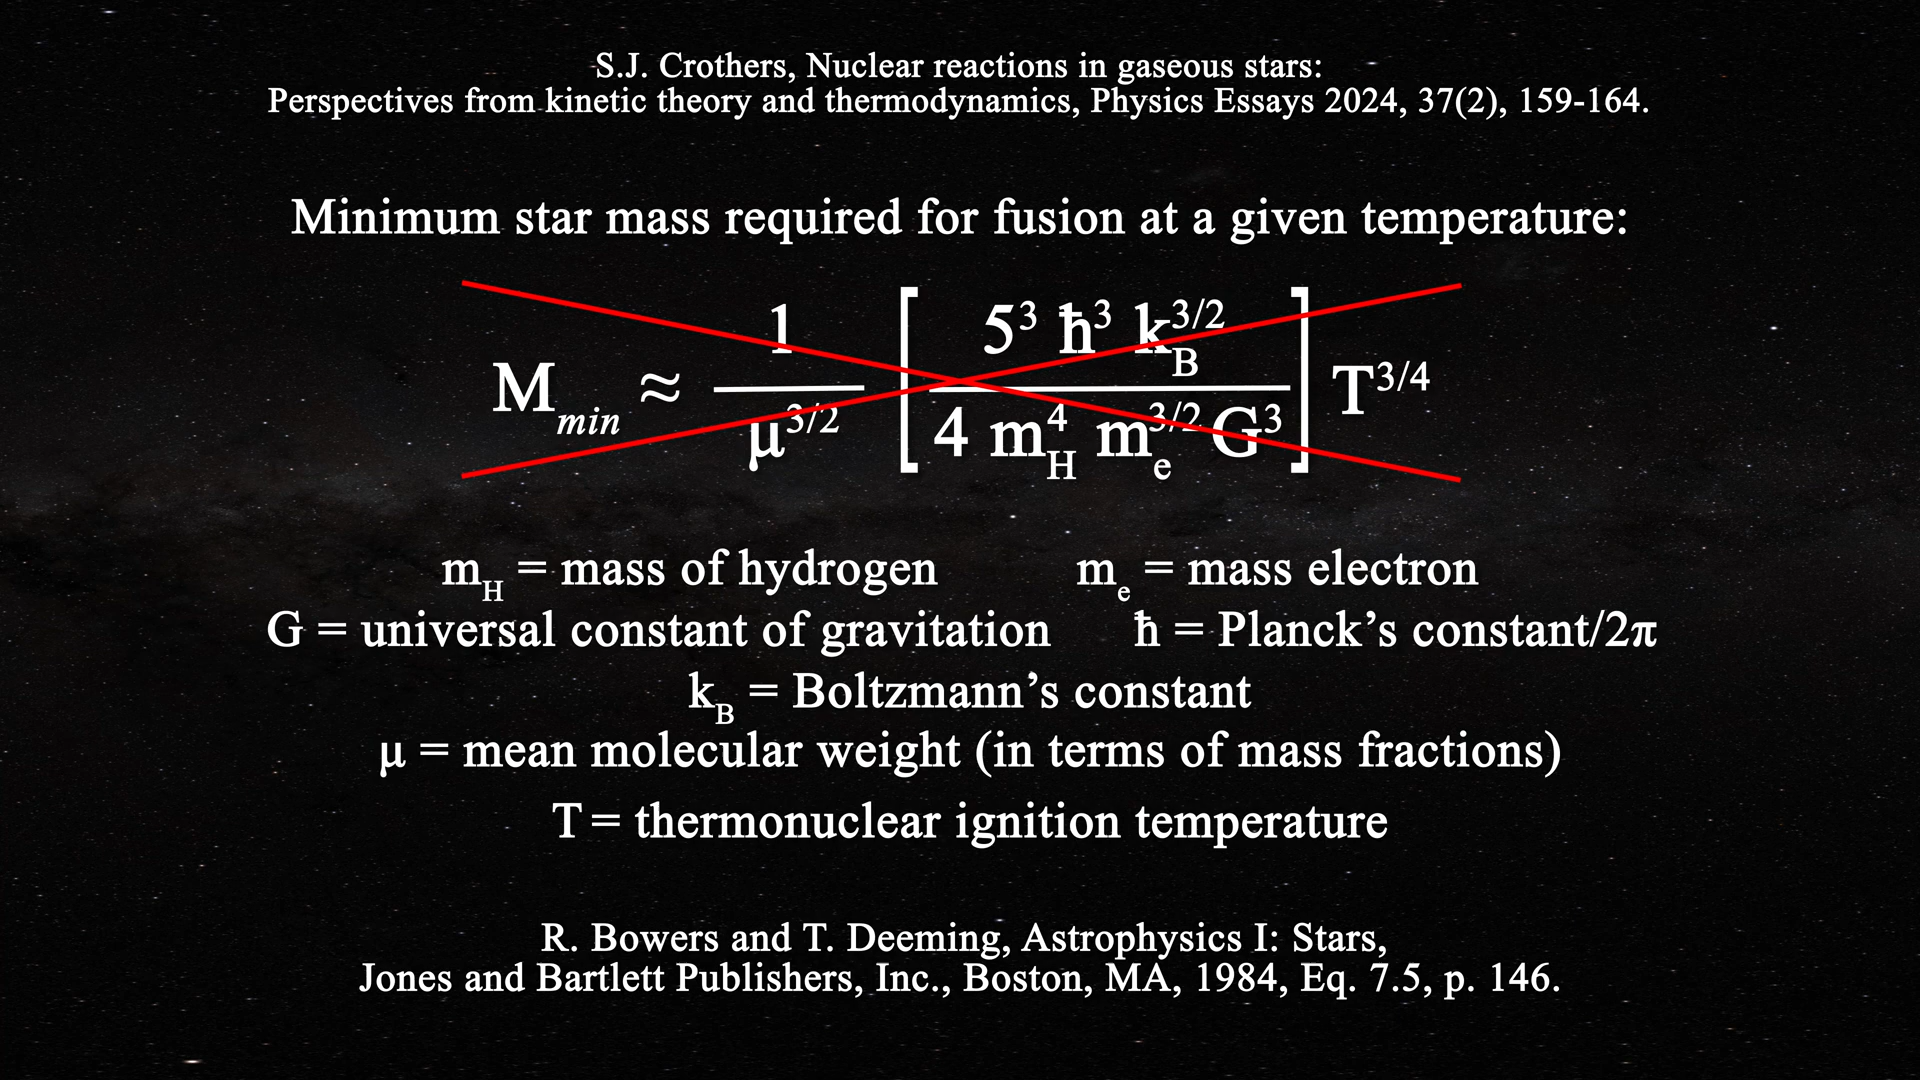 S.J. Crothers, Nuclear reactions in gaseous stars:
Perspectives from kinetic theory and thermodynamics, Physics Essays 2024, 37(2), 159-164.
Minimum star mass required for fusion at a given temperature:
M_min ≈ 1/μ^3/2 [5^3 ħ^3 k_B^3/2 / 4 m_H^4 m_e^3/2 G^3] T^3/4
m_H = mass of hydrogen m_e = mass electron
G = universal constant of gravitation ħ = Planck’s constant/2π
k_B = Boltzmann’s constant
μ = mean molecular weight (in terms of mass fractions)
T = thermonuclear ignition temperature
R. Bowers and T. Deeming, Astrophysics I: Stars,
Jones and Bartlett Publishers, Inc., Boston, MA, 1984, Eq. 7.5, p. 146.